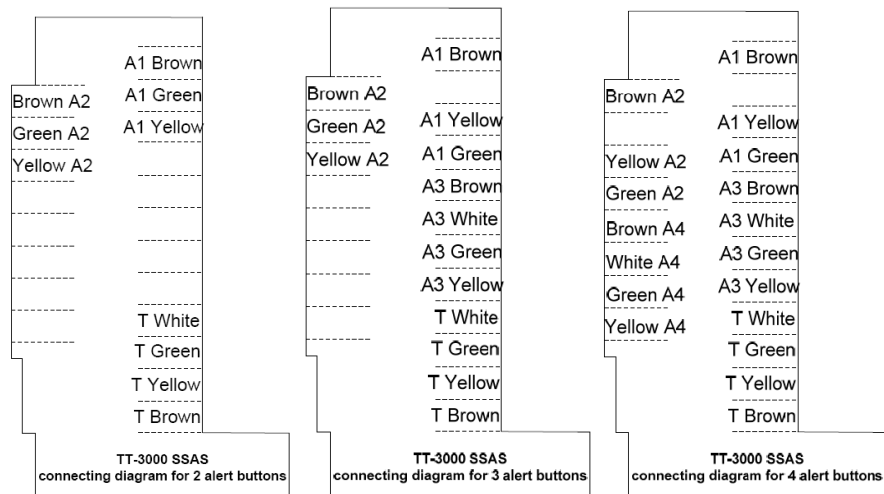 A1 Brown
Brown A2
A1 Green
Green A2
A1 Yellow
Yellow A2
T White
T Green
T Yellow
T Brown
TT-3000 SSAS
connecting diagram for 2 alert buttons
A1 Brown
Brown A2
A1 Yellow
Green A2
A1 Green
Yellow A2
A3 Brown
A3 White
A3 Green
A3 Yellow
T White
T Green
T Yellow
T Brown
TT-3000 SSAS
connecting diagram for 3 alert buttons
A1 Brown
Brown A2
A1 Yellow
Yellow A2
A1 Green
Green A2
A3 Brown
Brown A4
A3 White
White A4
A3 Green
Green A4
A3 Yellow
Yellow A4
T White
T Green
T Yellow
T Brown
TT-3000 SSAS
connecting diagram for 4 alert buttons